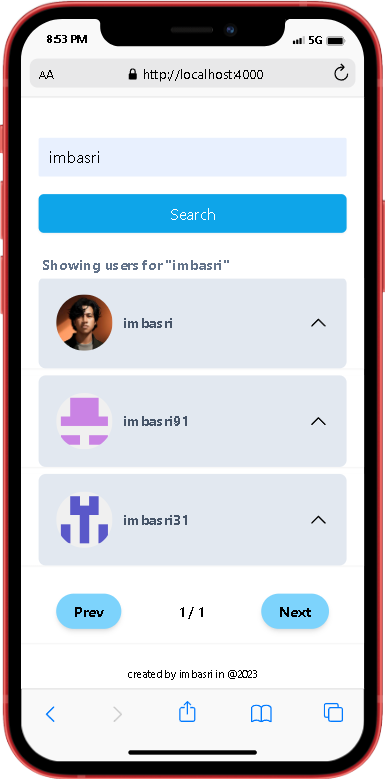 8:53 PM
5G
AA
http://localhost:4000
imbasri
Search
Showing users for "imbasri"
imbasri
imbasri91
imbasri31
Prev
1 / 1
Next
created by imbasri in @2023